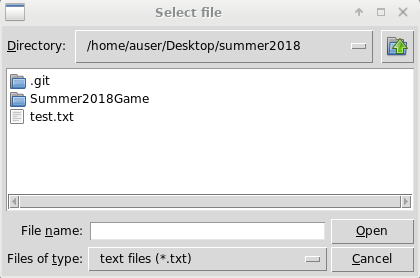 Select file
Directory: /home/auser/Desktop/summer2018
.git
Summer2018Game
test.txt
File name:
Open
Files of type: text files (*.txt)
Cancel